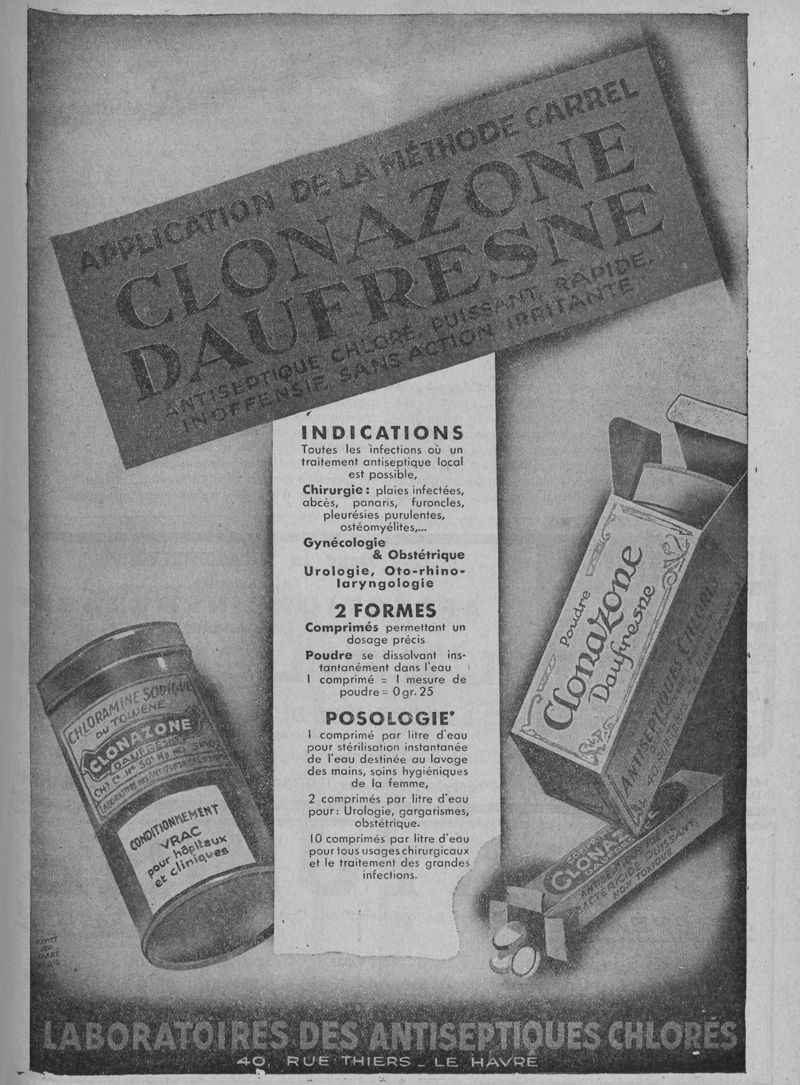 APPLICATION DE LA MÉTHODE CARREL
CLONAZONE
DAUFRESNE
ANTISEPTIQUE CHLORÉ, PUISSANT, RAPIDE,
INOFFENSIF, SANS ACTION IRRITANTE
INDICATIONS
Toutes les infections où un
traitement antiseptique local
est possible,
Chirurgie : plaies infectées,
abcès, panaris, furoncles,
pleurésies purulentes,
ostéomyélites,...
Gynécologie
& Obstétrique
Urologie, Oto-rhino-
laryngologie
2 FORMES
Comprimés permettant un
dosage précis
Poudre se dissolvant ins-
tantanément dans l'eau
1 comprimé = 1 mesure de
poudre = 0 gr. 25
POSOLOGIE
1 comprimé par litre d'eau
pour stérilisation instantanée
de l'eau destinée au lavage
des mains, soins hygiéniques
de la femme,
2 comprimés par litre d'eau
pour : Urologie, gargarismes,
obstétrique.
10 comprimés par litre d'eau
pour tous usages chirurgicaux
et le traitement des grandes
infections.
CHLORAMINE SODIQUE
DU TOLUÈNE
CLONAZONE
DAUFRESNE
CONDITIONNEMENT
VRAC
pour hôpitaux
et cliniques
Poudre
Clonazone
Daufresne
ANTISEPTIQUES
CLONAZ
NON TOXIQUE
LABORATOIRES DES ANTISEPTIQUES CHLORÉS
40, RUE THIERS - LE HAVRE